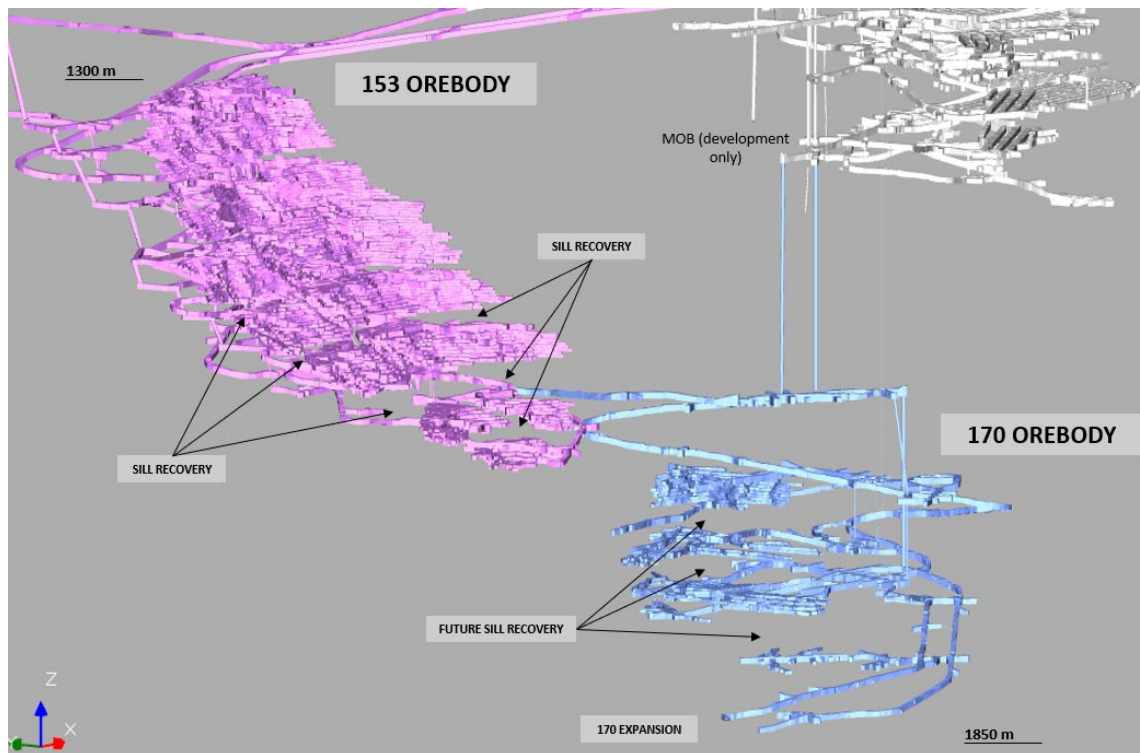 1300 m
153 OREBODY
MOB (development
only)
SILL RECOVERY
170 OREBODY
SILL RECOVERY
FUTURE SILL RECOVERY
170 EXPANSION
1850 m
Z
X
Y